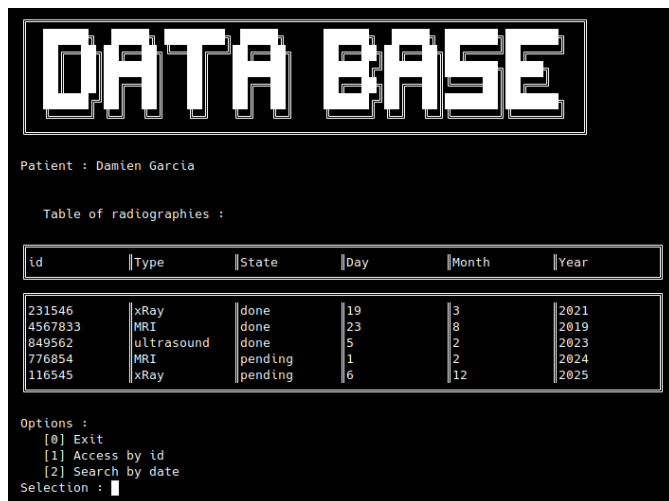 DATA BASE
Patient : Damien Garcia
Table of radiographies :
id Type State Day Month Year
231546 xRay done 19 3 2021
4567833 MRI done 23 8 2019
849562 ultrasound done 5 2 2023
776854 MRI pending 1 2 2024
116545 xRay pending 6 12 2025
Options :
[0] Exit
[1] Access by id
[2] Search by date
Selection :